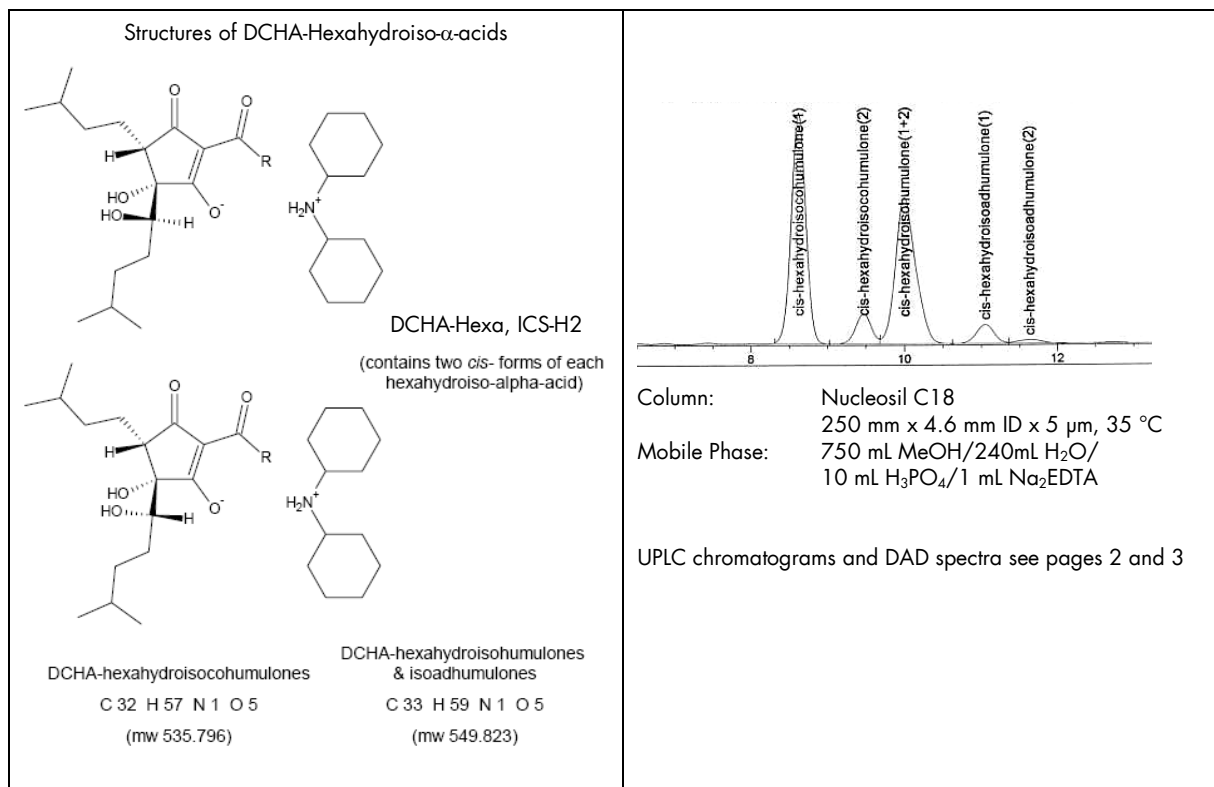 Structures of DCHA-Hexahydroiso-α-acids
O
O
H
R
HO
HO
H
O⁻
H₂N⁺
DCHA-Hexa, ICS-H2
(contains two cis- forms of each
hexahydroiso-alpha-acid)
O
O
H
R
HO
HO
H
O⁻
H₂N⁺
DCHA-hexahydroisocohumulones
C 32 H 57 N 1 O 5
(mw 535.796)
DCHA-hexahydroisohumulones
& isoadhumulones
C 33 H 59 N 1 O 5
(mw 549.823)
cis-hexahydroisocohumulone(1)
cis-hexahydroisocohumulone(2)
cis-hexahydroisohumulone(1+2)
cis-hexahydroisoadhumulone(1)
cis-hexahydroisoadhumulone(2)
8
10
12
Column: Nucleosil C18
250 mm x 4.6 mm ID x 5 µm, 35 °C
Mobile Phase: 750 mL MeOH/240mL H₂O/
10 mL H₃PO₄/1 mL Na₂EDTA
UPLC chromatograms and DAD spectra see pages 2 and 3